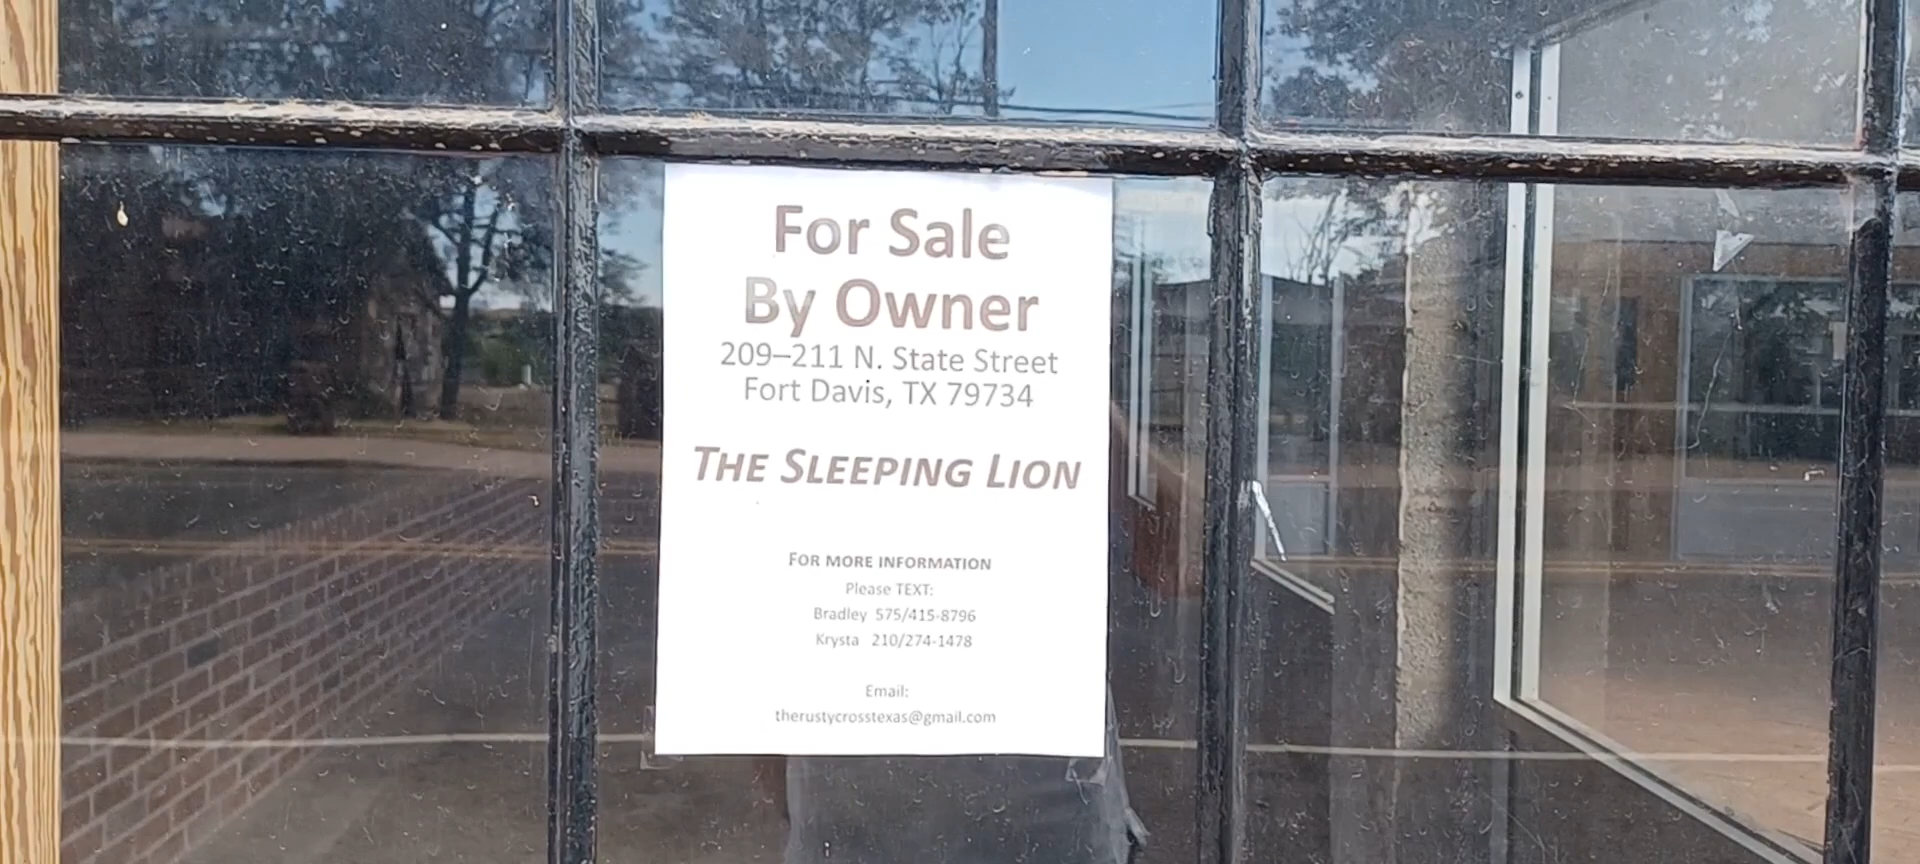 For Sale
By Owner
209–211 N. State Street
Fort Davis, TX 79734
THE SLEEPING LION
FOR MORE INFORMATION
Please TEXT:
Bradley 575/415-8796
Krysta 210/274-1478
Email:
therustycrosstexas@gmail.com